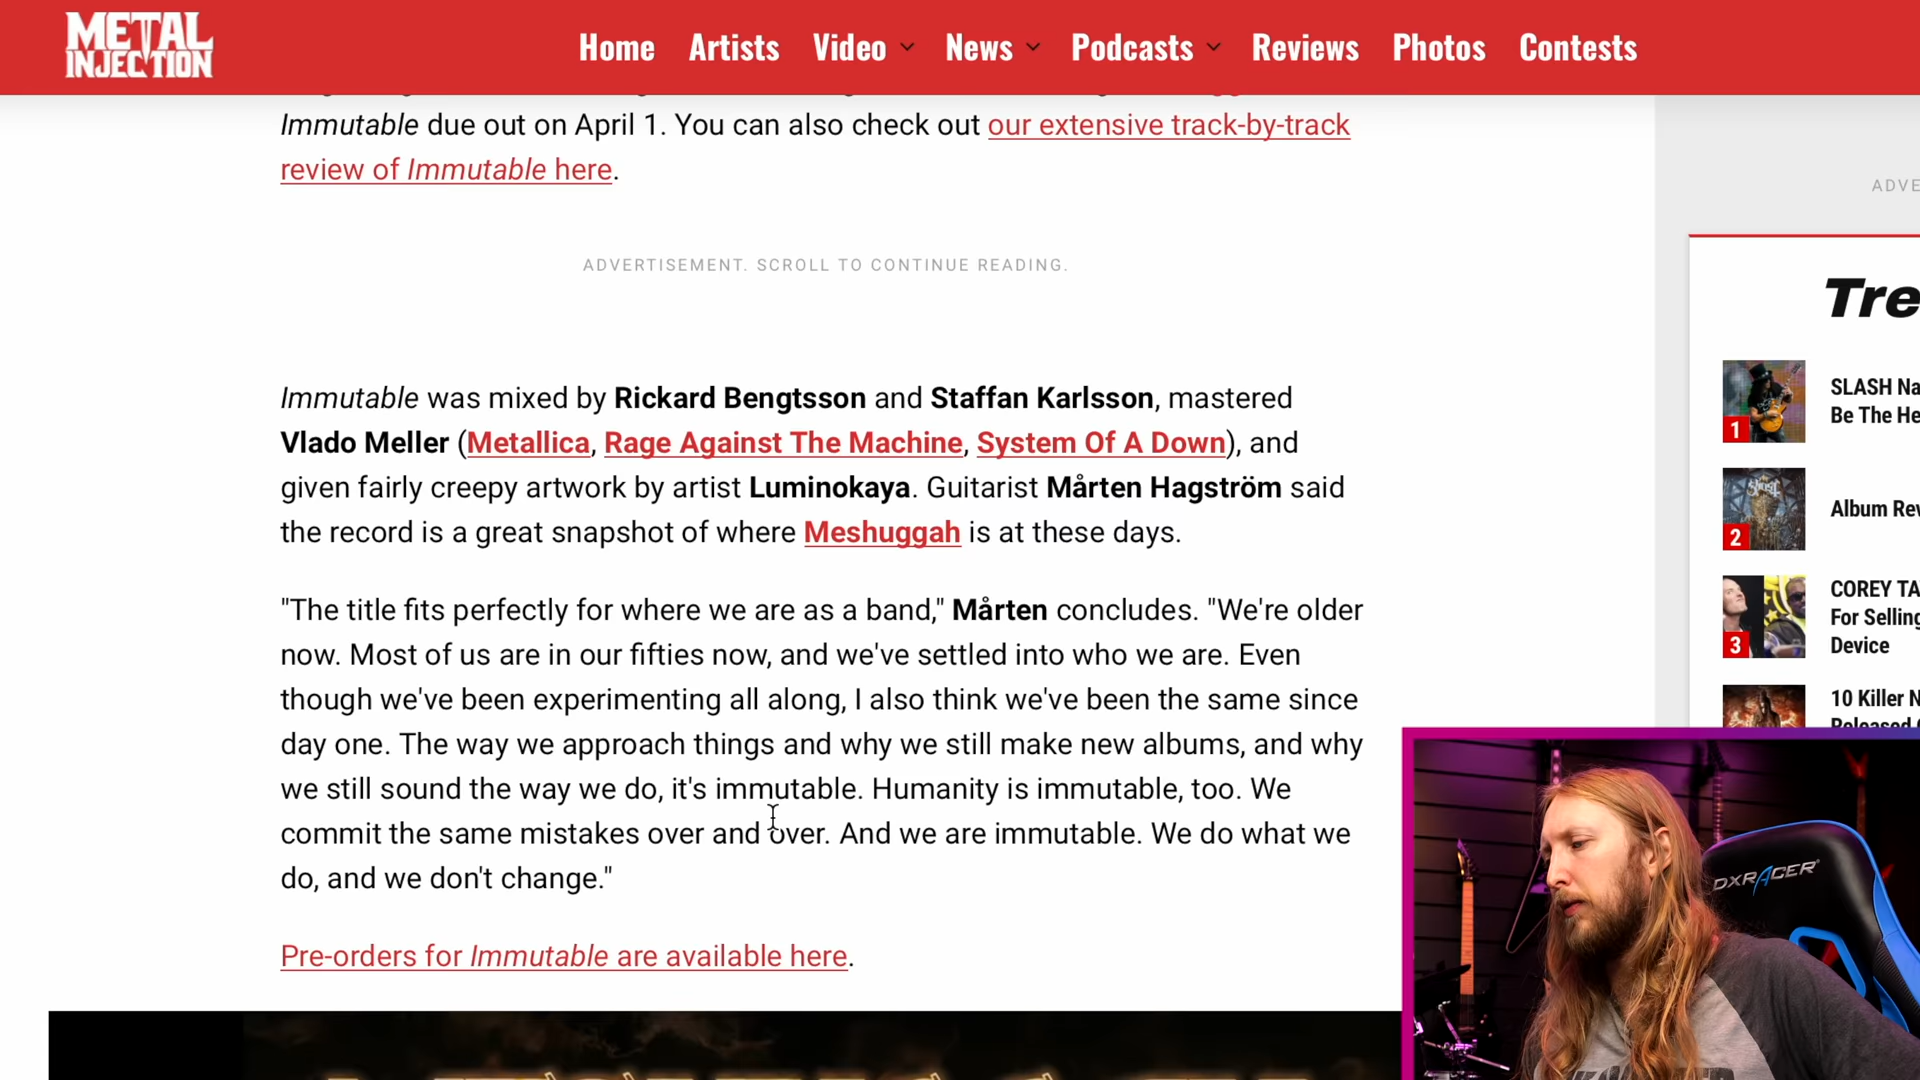 METAL
INJECTION
Home Artists Video News Podcasts Reviews Photos Contests
Immutable due out on April 1. You can also check out our extensive track-by-track
review of Immutable here.
ADVE
ADVERTISEMENT. SCROLL TO CONTINUE READING.
Immutable was mixed by Rickard Bengtsson and Staffan Karlsson, mastered
Vlado Meller (Metallica, Rage Against The Machine, System Of A Down), and
given fairly creepy artwork by artist Luminokaya. Guitarist Mårten Hagström said
the record is a great snapshot of where Meshuggah is at these days.
"The title fits perfectly for where we are as a band," Mårten concludes. "We're older
now. Most of us are in our fifties now, and we've settled into who we are. Even
though we've been experimenting all along, I also think we've been the same since
day one. The way we approach things and why we still make new albums, and why
we still sound the way we do, it's immutable. Humanity is immutable, too. We
commit the same mistakes over and over. And we are immutable. We do what we
do, and we don't change."
Pre-orders for Immutable are available here.
Tre
1
SLASH Na
Be The He
2
Album Rev
3
COREY TA
For Selling
Device
10 Killer N
Released
DXRACER